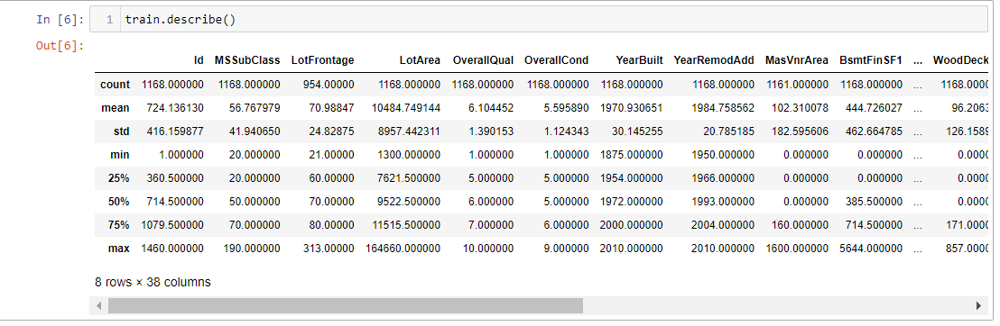 In [6]: 1 train.describe()
Out[6]:
Id MSSubClass LotFrontage LotArea OverallQual OverallCond YearBuilt YearRemodAdd MasVnrArea BsmtFinSF1 ... WoodDeck
count 1168.000000 1168.000000 954.00000 1168.000000 1168.000000 1168.000000 1168.000000 1168.000000 1161.000000 1168.000000 ... 1168.0000
mean 724.136130 56.767979 70.98847 10484.749144 6.104452 5.595890 1970.930651 1984.758562 102.310078 444.726027 ... 96.2063
std 416.159877 41.940650 24.82875 8957.442311 1.390153 1.124343 30.145255 20.785185 182.595606 462.664785 ... 126.1589
min 1.000000 20.000000 21.00000 1300.000000 1.000000 1.000000 1875.000000 1950.000000 0.000000 0.000000 ... 0.0000
25% 360.500000 20.000000 60.00000 7621.500000 5.000000 5.000000 1954.000000 1966.000000 0.000000 0.000000 ... 0.0000
50% 714.500000 50.000000 70.00000 9522.500000 6.000000 5.000000 1972.000000 1993.000000 0.000000 385.500000 ... 0.0000
75% 1079.500000 70.000000 80.00000 11515.500000 7.000000 6.000000 2000.000000 2004.000000 160.000000 714.500000 ... 171.0000
max 1460.000000 190.000000 313.00000 164660.000000 10.000000 9.000000 2010.000000 2010.000000 1600.000000 5644.000000 ... 857.0000
8 rows × 38 columns